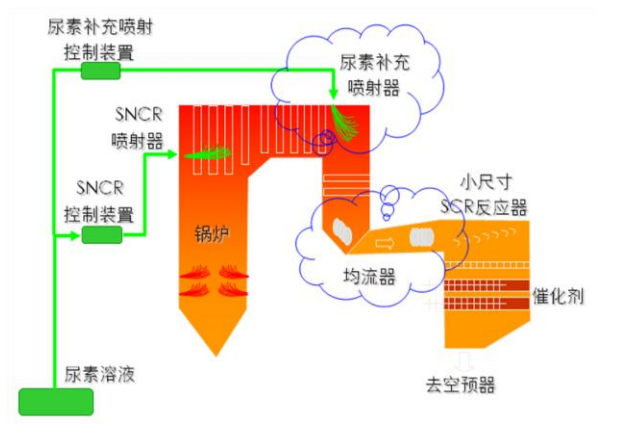 尿素补充喷射
控制装置
尿素补充
喷射器
SNCR
喷射器
小尺寸
SCR反应器
SNCR
控制装置
锅炉
均流器
催化剂
尿素溶液
去空预器